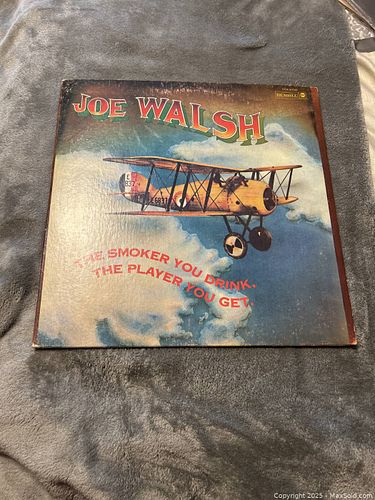 JOE WALSH
THE SMOKER YOU DRINK,
THE PLAYER YOU GET.
Copyright © 2025 - MaxSold.com